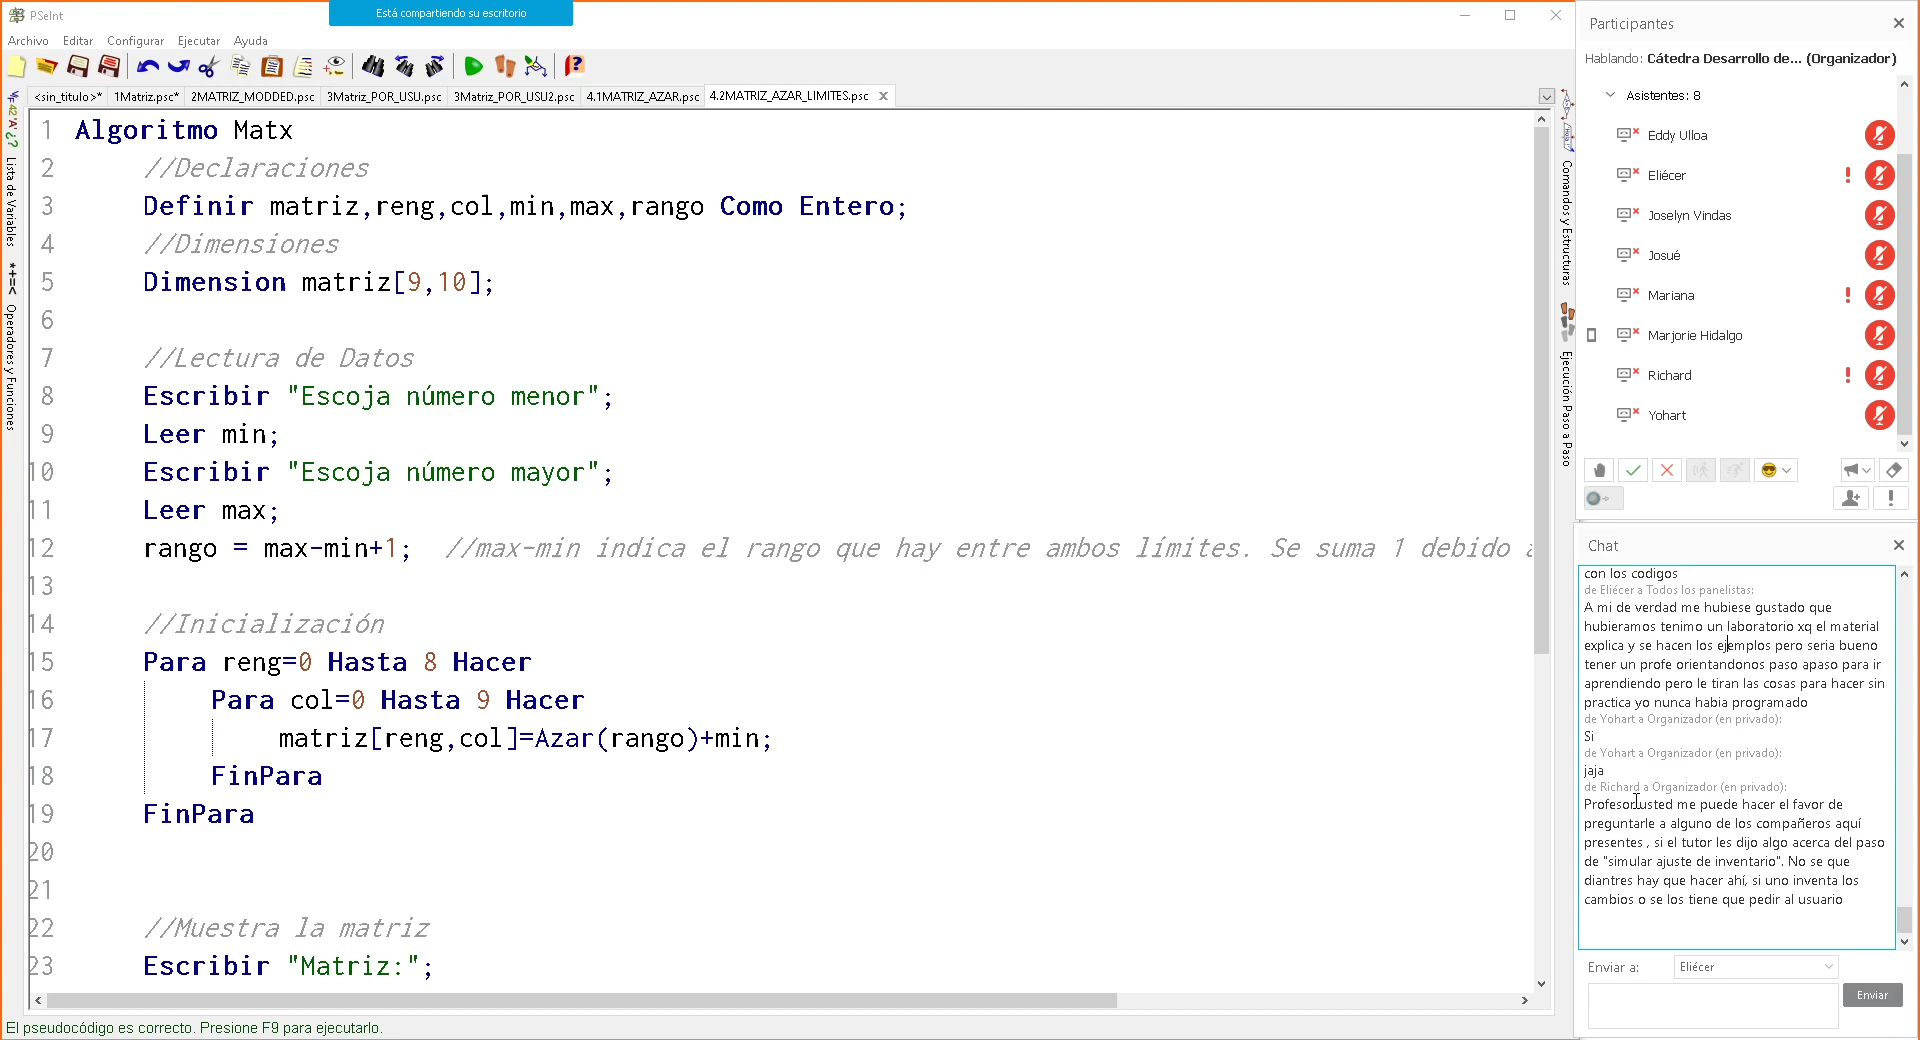 PSeInt
Está compartiendo su escritorio
Archivo Editar Configurar Ejecutar Ayuda
<sin_titulo>* 1Matriz.psc* 2MATRIZ_MODDED.psc 3Matriz_POR_USU.psc 3Matriz_POR_USU2.psc 4.1MATRIZ_AZAR.psc 4.2MATRIZ_AZAR_LIMITES.psc
Lista de Variables
*+=< Operadores y Funciones
1 Algoritmo Matx
2 //Declaraciones
3 Definir matriz,reng,col,min,max,rango Como Entero;
4 //Dimensiones
5 Dimension matriz[9,10];
6
7 //Lectura de Datos
8 Escribir "Escoja número menor";
9 Leer min;
10 Escribir "Escoja número mayor";
11 Leer max;
12 rango = max-min+1; //max-min indica el rango que hay entre ambos límites. Se suma 1 debido
13
14 //Inicialización
15 Para reng=0 Hasta 8 Hacer
16 Para col=0 Hasta 9 Hacer
17 matriz[reng,col]=Azar(rango)+min;
18 FinPara
19 FinPara
20
21
22 //Muestra la matriz
23 Escribir "Matriz:";
El pseudocódigo es correcto. Presione F9 para ejecutarlo.
Comandos y Estructuras
Ejecución Paso a Paso
Participantes
Hablando: Cátedra Desarrollo de... (Organizador)
Asistentes: 8
Eddy Ulloa
Eliécer
Joselyn Vindas
Josué
Mariana
Marjorie Hidalgo
Richard
Yohart
Chat
con los codigos
de Eliécer a Todos los panelistas:
A mi de verdad me hubiese gustado que
hubieramos tenimo un laboratorio xq el material
explica y se hacen los ejemplos pero seria bueno
tener un profe orientandonos paso apaso para ir
aprendiendo pero le tiran las cosas para hacer sin
practica yo nunca habia programado
de Yohart a Organizador (en privado):
Si
de Yohart a Organizador (en privado):
jaja
de Richard a Organizador (en privado):
Profesor usted me puede hacer el favor de
preguntarle a alguno de los compañeros aquí
presentes , si el tutor les dijo algo acerca del paso
de "simular ajuste de inventario". No se que
diantres hay que hacer ahí, si uno inventa los
cambios o se los tiene que pedir al usuario
Enviar a: Eliécer
Enviar